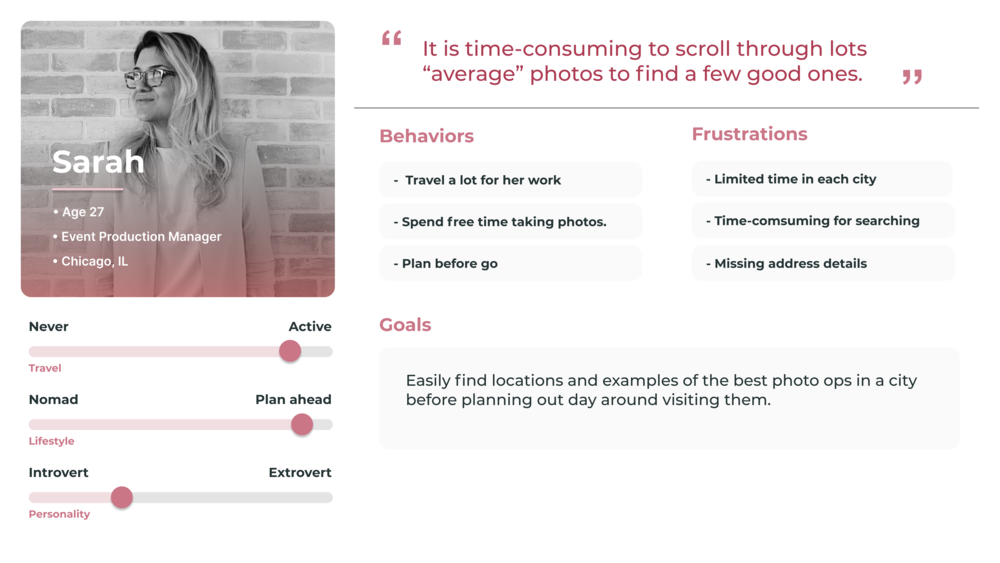 Sarah
• Age 27
• Event Production Manager
• Chicago, IL
Never Active
Travel
Nomad Plan ahead
Lifestyle
Introvert Extrovert
Personality
“
It is time-consuming to scroll through lots
“average” photos to find a few good ones.
”
Behaviors
- Travel a lot for her work
- Spend free time taking photos.
- Plan before go
Frustrations
- Limited time in each city
- Time-comsuming for searching
- Missing address details
Goals
Easily find locations and examples of the best photo ops in a city
before planning out day around visiting them.